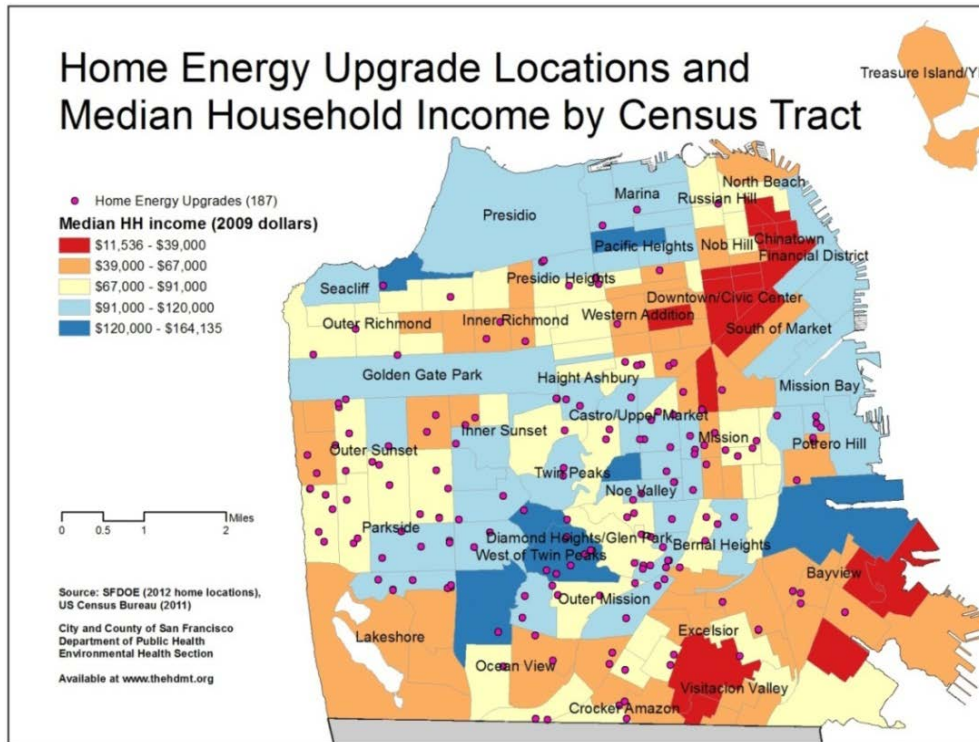 Home Energy Upgrade Locations and
Median Household Income by Census Tract
Treasure Island/YI
Home Energy Upgrades (187)
Median HH income (2009 dollars)
$11,536 - $39,000
$39,000 - $67,000
$67,000 - $91,000
$91,000 - $120,000
$120,000 - $164,135
North Beach
Marina
Russian Hill
Presidio
Chinatown
Pacific Heights
Nob Hill
Financial District
Presidio Heights
Seacliff
Downtown/Civic Center
Western Addition
Inner Richmond
Outer Richmond
South of Market
Golden Gate Park
Haight Ashbury
Mission Bay
Castro/Upper Market
Inner Sunset
Mission
Potrero Hill
Outer Sunset
Twin Peaks
Noe Valley
0 0.5 1 2 Miles
Parkside
Diamond Heights/Glen Park
Bernal Heights
West of Twin Peaks
Bayview
Outer Mission
Source: SFDOE (2012 home locations),
US Census Bureau (2011)
City and County of San Francisco
Department of Public Health
Environmental Health Section
Available at www.thehdmt.org
Lakeshore
Excelsior
Ocean View
Visitacion Valley
Crocker Amazon